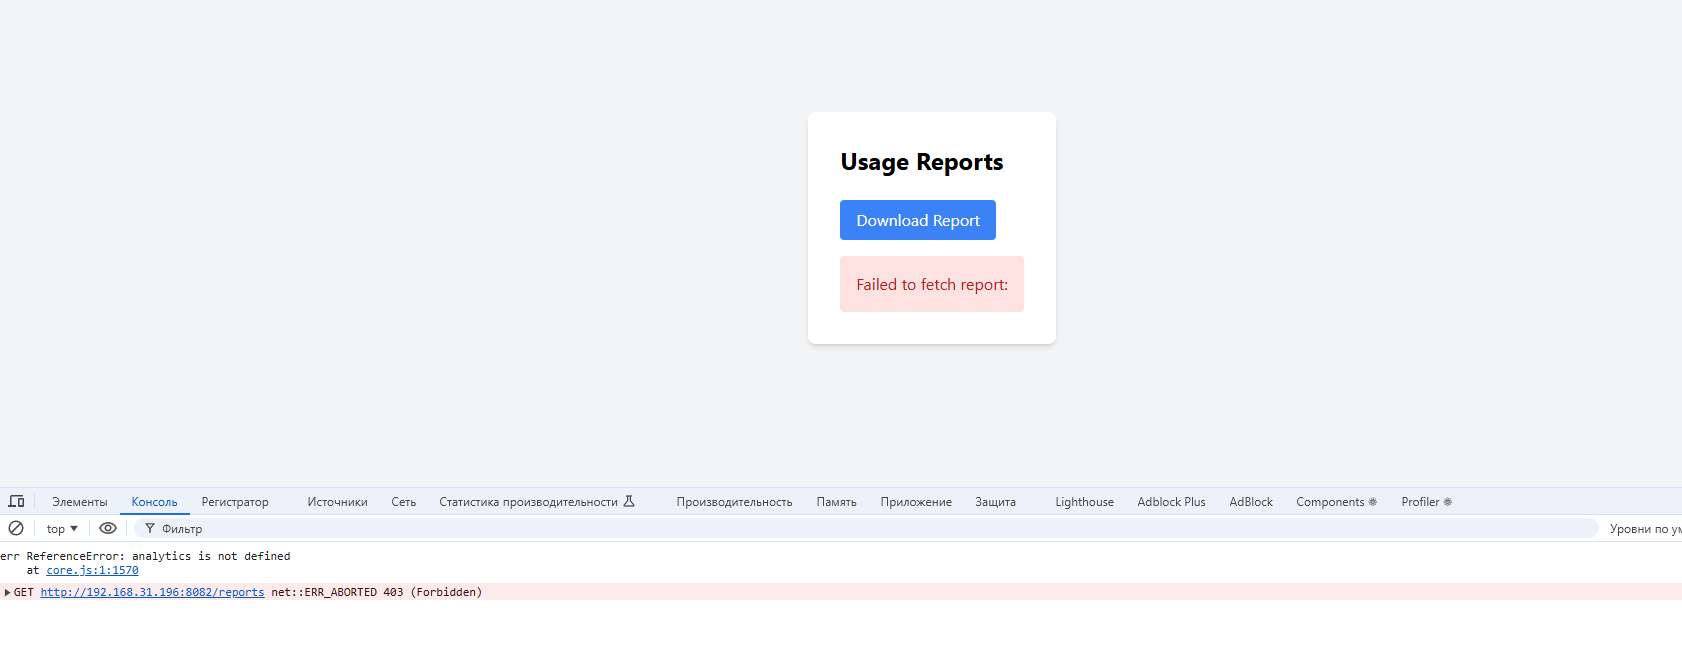 Usage Reports
Download Report
Failed to fetch report:
Элементы Консоль Регистратор Источники Сеть Статистика производительности Производительность Память Приложение Защита Lighthouse Adblock Plus AdBlock Components Profiler
top Фильтр Уровни по ум
err ReferenceError: analytics is not defined
at core.js:1:1570
GET http://192.168.31.196:8082/reports net::ERR_ABORTED 403 (Forbidden)